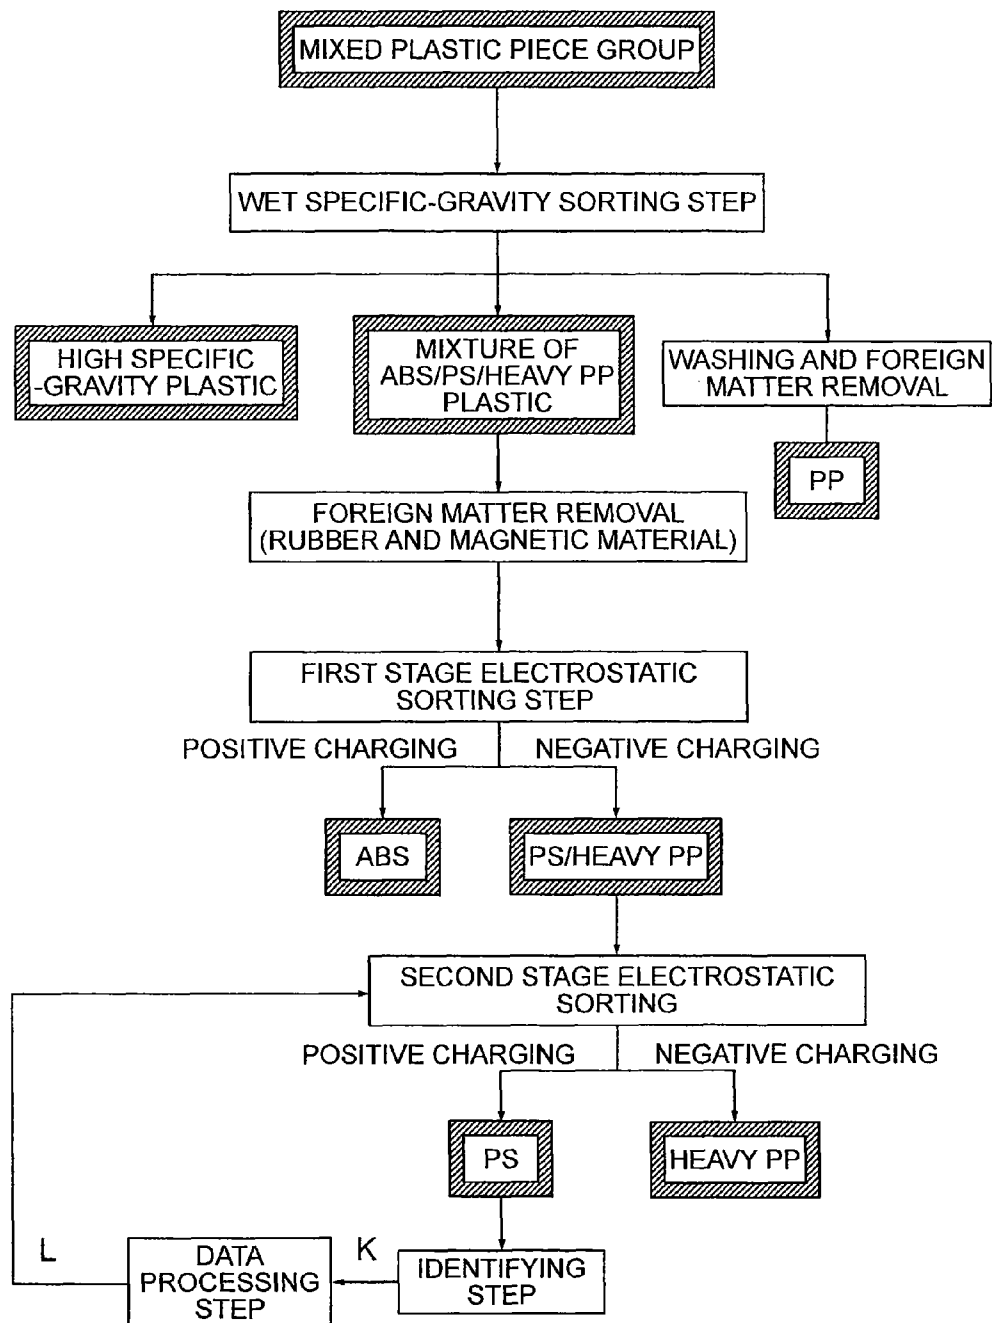 MIXED PLASTIC PIECE GROUP
WET SPECIFIC-GRAVITY SORTING STEP
HIGH SPECIFIC
-GRAVITY PLASTIC
MIXTURE OF
ABS/PS/HEAVY PP
PLASTIC
WASHING AND FOREIGN
MATTER REMOVAL
PP
FOREIGN MATTER REMOVAL
(RUBBER AND MAGNETIC MATERIAL)
FIRST STAGE ELECTROSTATIC
SORTING STEP
POSITIVE CHARGING
NEGATIVE CHARGING
ABS
PS/HEAVY PP
SECOND STAGE ELECTROSTATIC
SORTING
POSITIVE CHARGING
NEGATIVE CHARGING
PS
HEAVY PP
L
DATA
PROCESSING
STEP
K
IDENTIFYING
STEP